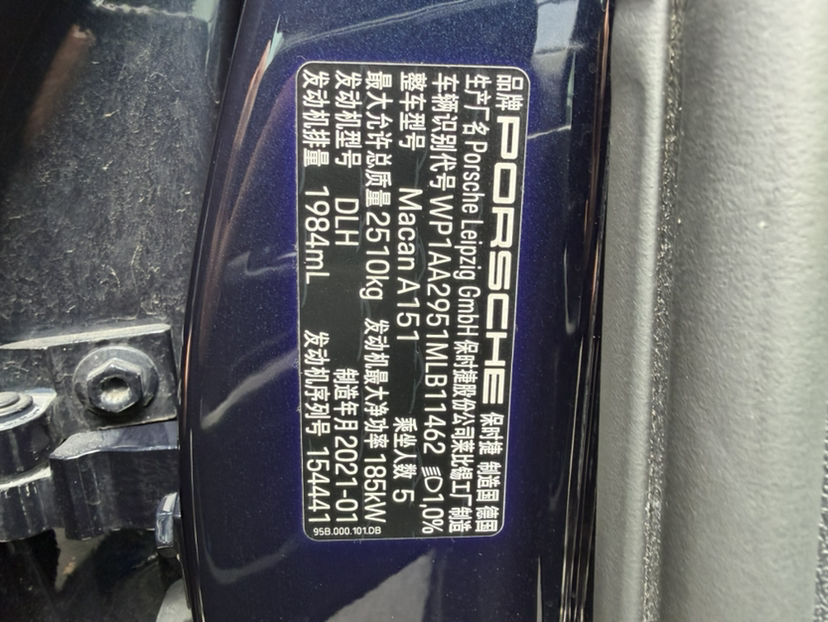 品牌 PORSCHE 保时捷 制造国 德国
生产厂名 Porsche Leipzig GmbH 保时捷股份公司莱比锡工厂制造
车辆识别代号 WP1AA2951MLB11462 1,0%
整车型号 Macan A151 乘坐人数 5
最大允许总质量 2510kg 发动机最大净功率 185kW
发动机型号 DLH 制造年月 2021-01
发动机排量 1984mL 发动机序列号 154441
95B.000.101.DB